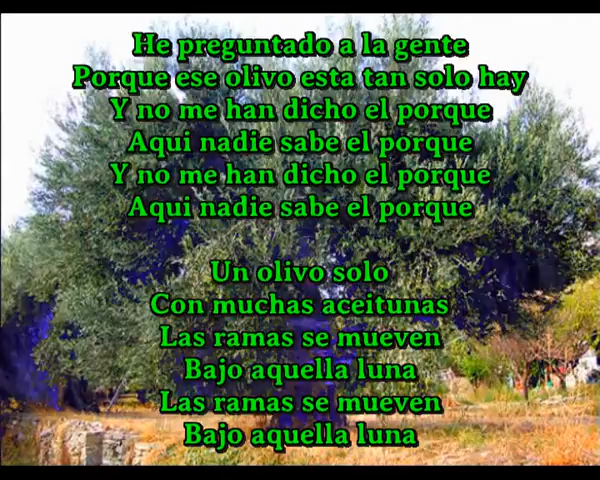 He preguntado a la gente
Porque ese olivo esta tan solo hay
Y no me han dicho el porque
Aqui nadie sabe el porque
Y no me han dicho el porque
Aqui nadie sabe el porque
Un olivo solo
Con muchas aceitunas
Las ramas se mueven
Bajo aquella luna
Las ramas se mueven
Bajo aquella luna